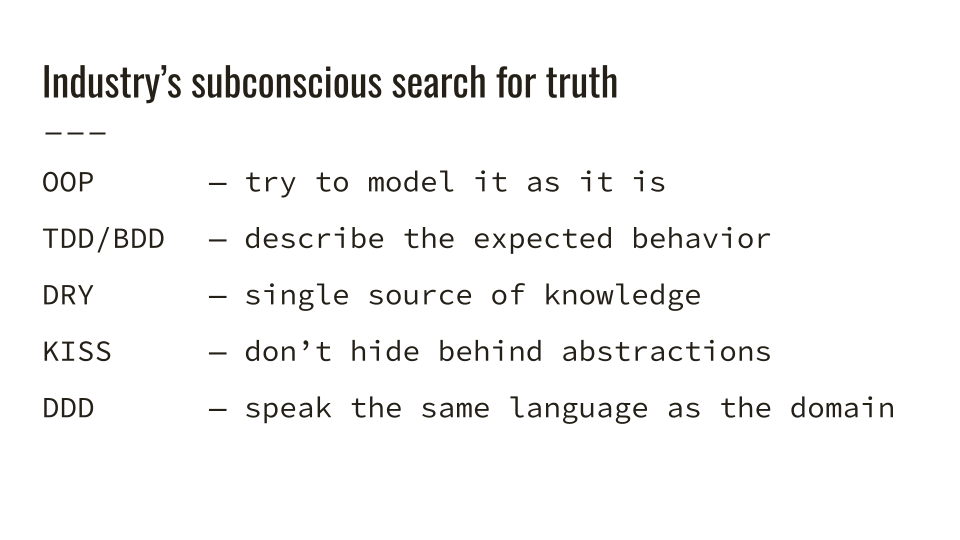 Industry’s subconscious search for truth
———
OOP – try to model it as it is
TDD/BDD – describe the expected behavior
DRY – single source of knowledge
KISS – don’t hide behind abstractions
DDD – speak the same language as the domain